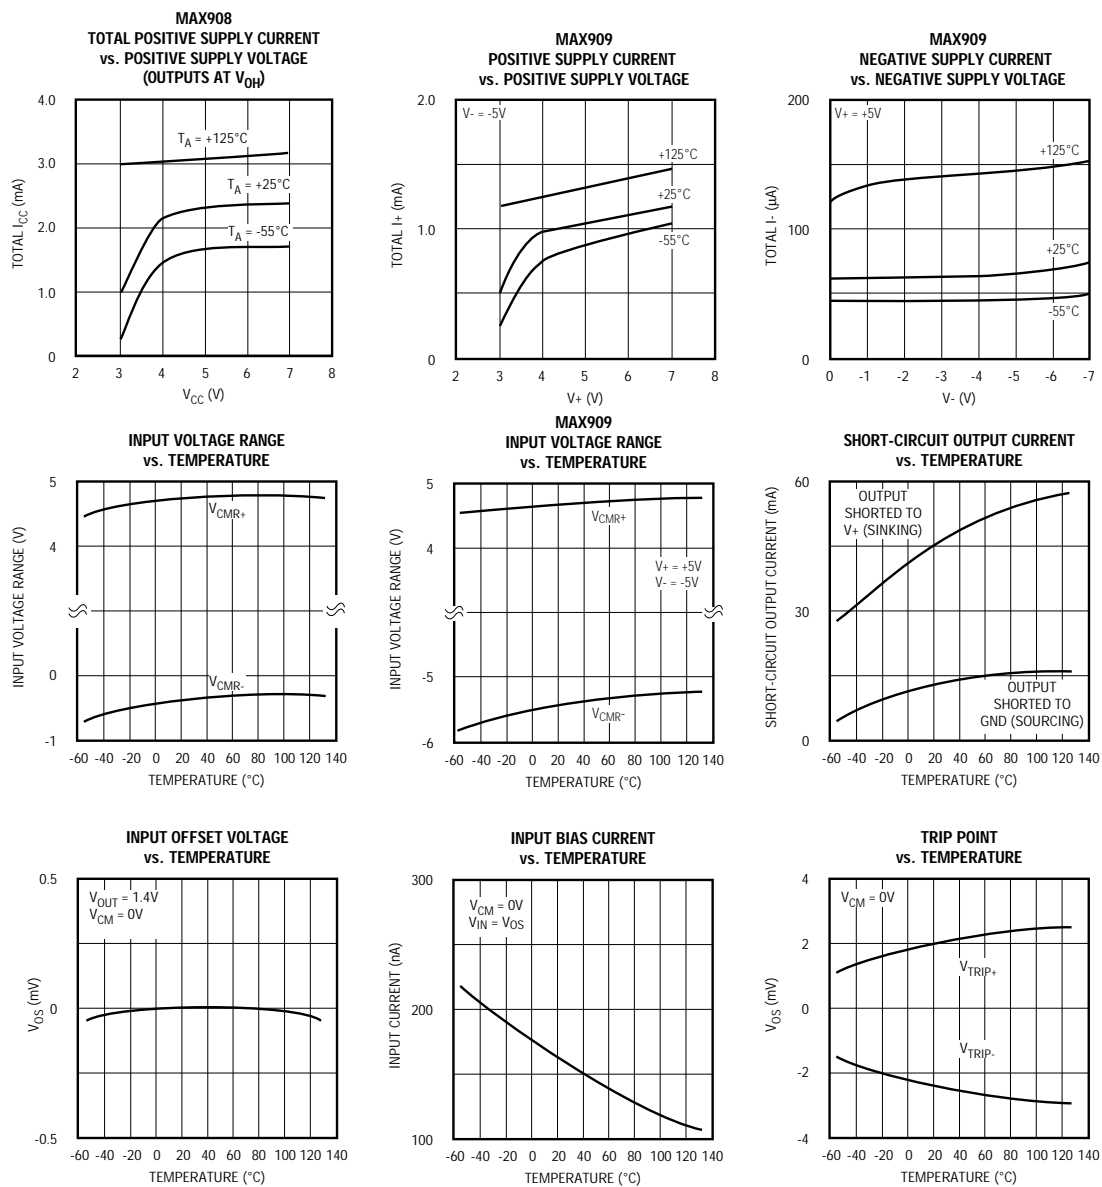 MAX908
TOTAL POSITIVE SUPPLY CURRENT
vs. POSITIVE SUPPLY VOLTAGE
(OUTPUTS AT VOH)
4.0
3.0
2.0
1.0
0
TOTAL ICC (mA)
TA = +125°C
TA = +25°C
TA = -55°C
2 3 4 5 6 7 8
VCC (V)
MAX909
POSITIVE SUPPLY CURRENT
vs. POSITIVE SUPPLY VOLTAGE
2.0
1.0
0
TOTAL I+ (mA)
V- = -5V
+125°C
+25°C
-55°C
2 3 4 5 6 7 8
V+ (V)
MAX909
NEGATIVE SUPPLY CURRENT
vs. NEGATIVE SUPPLY VOLTAGE
200
100
0
TOTAL I- (µA)
V+ = +5V
+125°C
+25°C
-55°C
0 -1 -2 -3 -4 -5 -6 -7
V- (V)
INPUT VOLTAGE RANGE
vs. TEMPERATURE
5
4
0
-1
INPUT VOLTAGE RANGE (V)
VCMR+
VCMR-
-60 -40 -20 0 20 40 60 80 100 120 140
TEMPERATURE (°C)
MAX909
INPUT VOLTAGE RANGE
vs. TEMPERATURE
5
4
-5
-6
INPUT VOLTAGE RANGE (V)
VCMR+
V+ = +5V
V- = -5V
VCMR-
-60 -40 -20 0 20 40 60 80 100 120 140
TEMPERATURE (°C)
SHORT-CIRCUIT OUTPUT CURRENT
vs. TEMPERATURE
60
30
0
SHORT-CIRCUIT OUTPUT CURRENT (mA)
OUTPUT
SHORTED TO
V+ (SINKING)
OUTPUT
SHORTED TO
GND (SOURCING)
-60 -40 -20 0 20 40 60 80 100 120 140
TEMPERATURE (°C)
INPUT OFFSET VOLTAGE
vs. TEMPERATURE
0.5
0
-0.5
VOS (mV)
VOUT = 1.4V
VCM = 0V
-60 -40 -20 0 20 40 60 80 100 120 140
TEMPERATURE (°C)
INPUT BIAS CURRENT
vs. TEMPERATURE
300
200
100
INPUT CURRENT (nA)
VCM = 0V
VIN = VOS
-60 -40 -20 0 20 40 60 80 100 120 140
TEMPERATURE (°C)
TRIP POINT
vs. TEMPERATURE
4
2
0
-2
-4
VOS (mV)
VCM = 0V
VTRIP+
VTRIP-
-60 -40 -20 0 20 40 60 80 100 120 140
TEMPERATURE (°C)